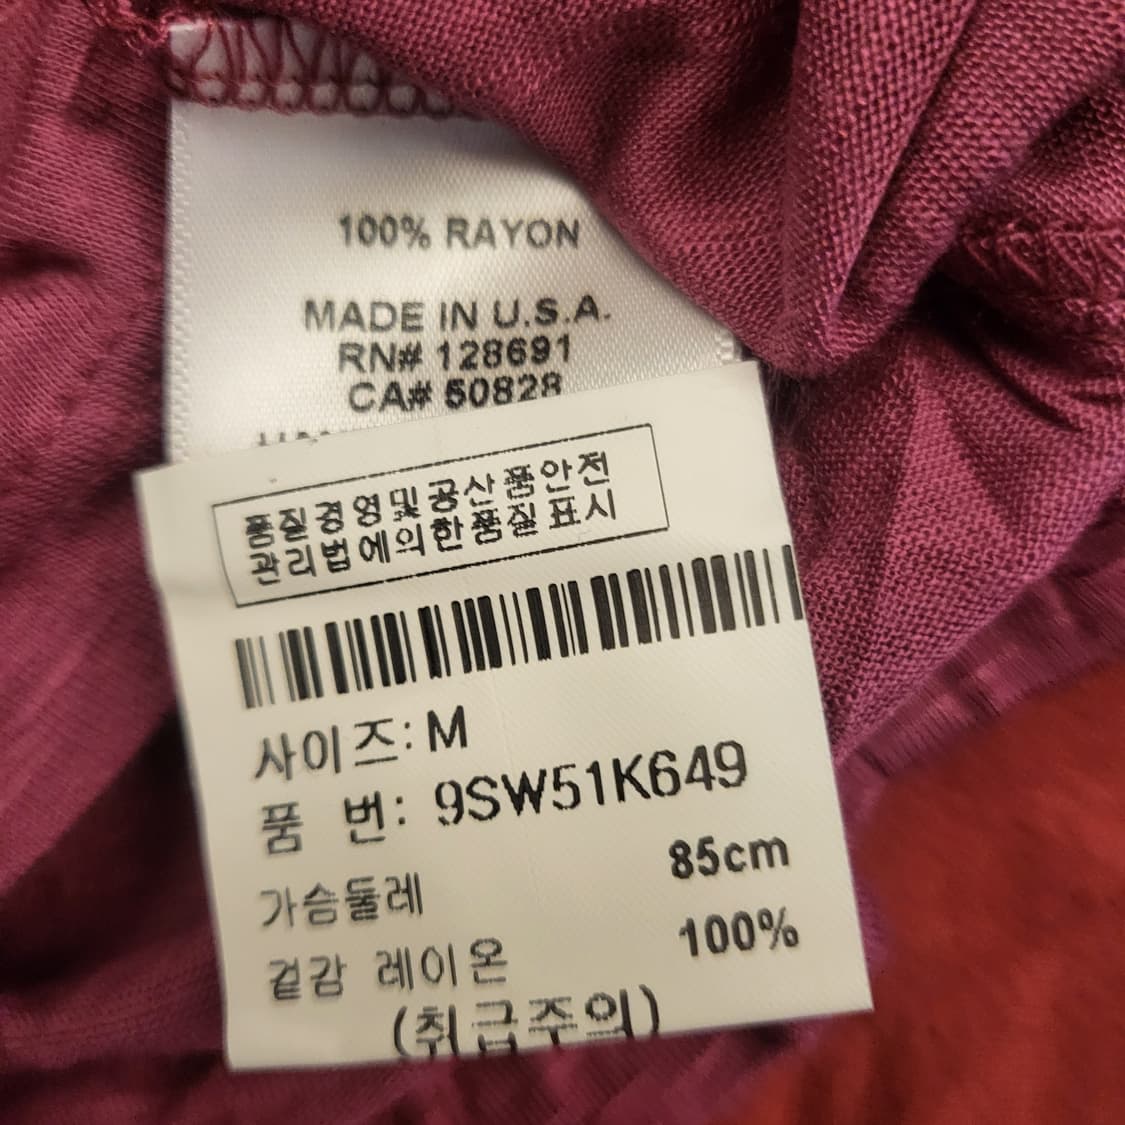 100% RAYON
MADE IN U.S.A.
RN# 128691
CA# 50828
품질경영및공산품안전
관리법에의한품질표시
사이즈: M
품 번: 9SW51K649
가슴둘레 85cm
겉감 레이온 100%
(취급주의)